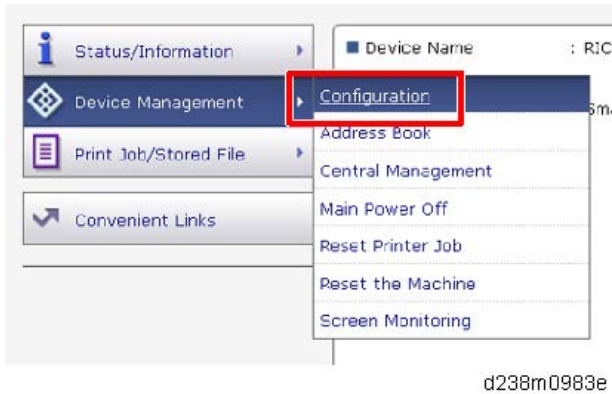 Status/Information
Device Management
Print Job/Stored File
Convenient Links
Device Name : RIC
Configuration
Address Book
Central Management
Main Power Off
Reset Printer Job
Reset the Machine
Screen Monitoring
d238m0983e